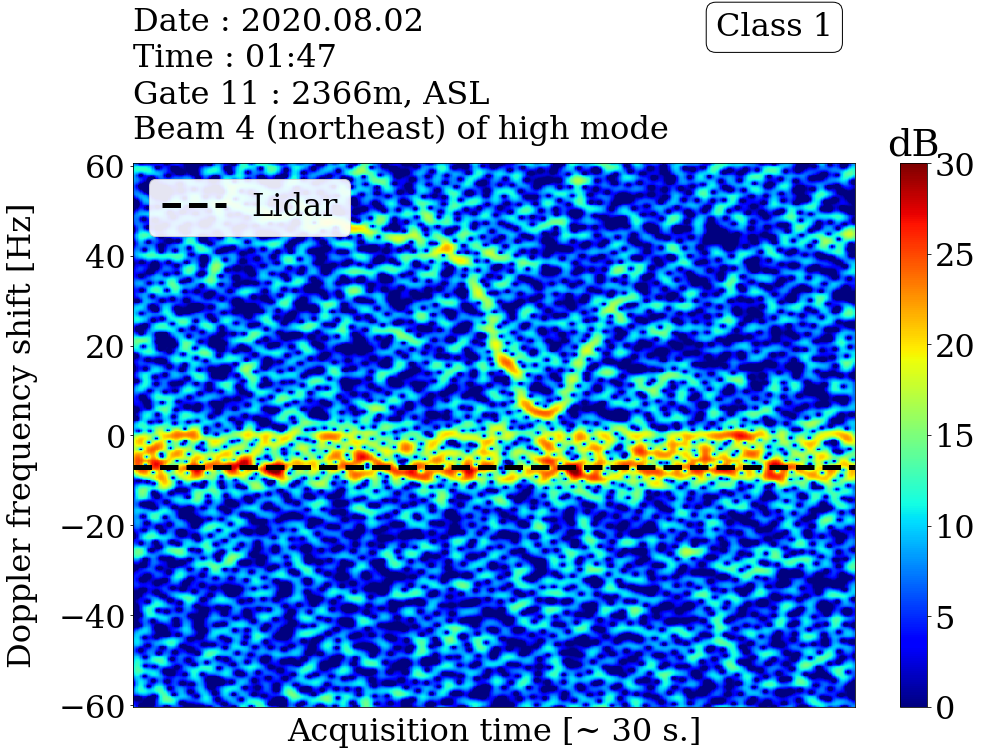 Date : 2020.08.02
Time : 01:47
Gate 11 : 2366m, ASL
Beam 4 (northeast) of high mode
Class 1
dB
Lidar
Doppler frequency shift [Hz]
60
40
20
0
−20
−40
−60
Acquisition time [~ 30 s.]
30
25
20
15
10
5
0